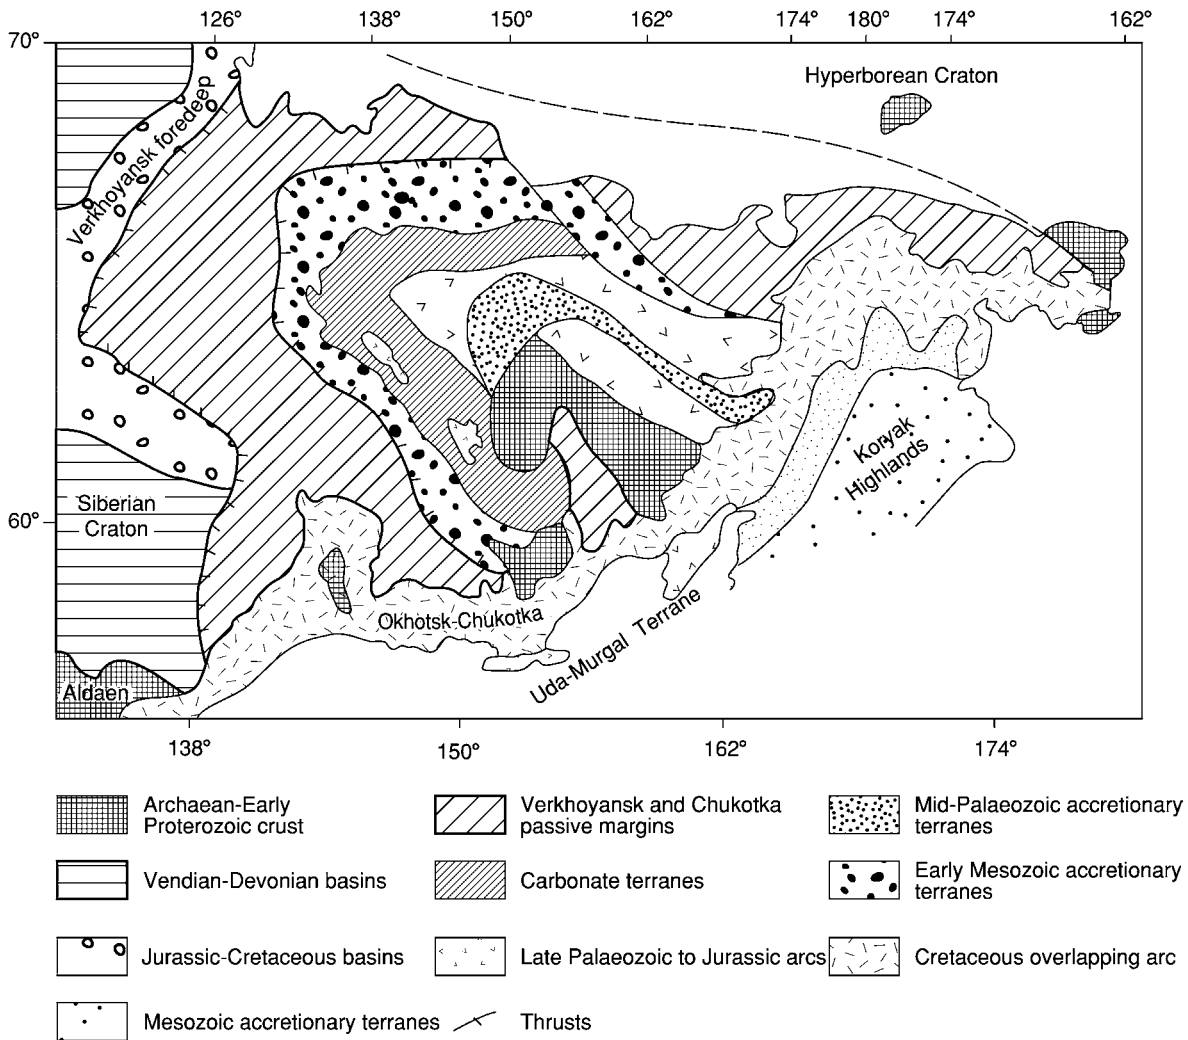 126° 138° 150° 162° 174° 180° 174° 162°
70°
Hyperborean Craton
Verkhoyansk foredeep
Koryak
Highlands
Siberian
Craton
60°
Okhotsk-Chukotka
Uda-Murgal Terrane
Aldaen
138° 150° 162° 174°
Archaean-Early
Proterozoic crust
Verkhoyansk and Chukotka
passive margins
Mid-Palaeozoic accretionary
terranes
Vendian-Devonian basins
Carbonate terranes
Early Mesozoic accretionary
terranes
Jurassic-Cretaceous basins
Late Palaeozoic to Jurassic arcs
Cretaceous overlapping arc
Mesozoic accretionary terranes
Thrusts